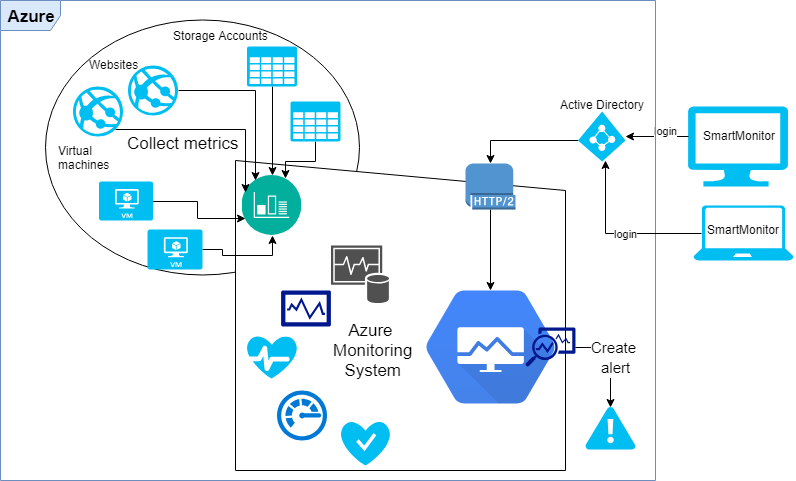 Azure
Storage Accounts
Websites
Virtual
machines
Collect metrics
VM
VM
Active Directory
login
SmartMonitor
login
SmartMonitor
HTTP/2
Azure
Monitoring
System
Create
alert